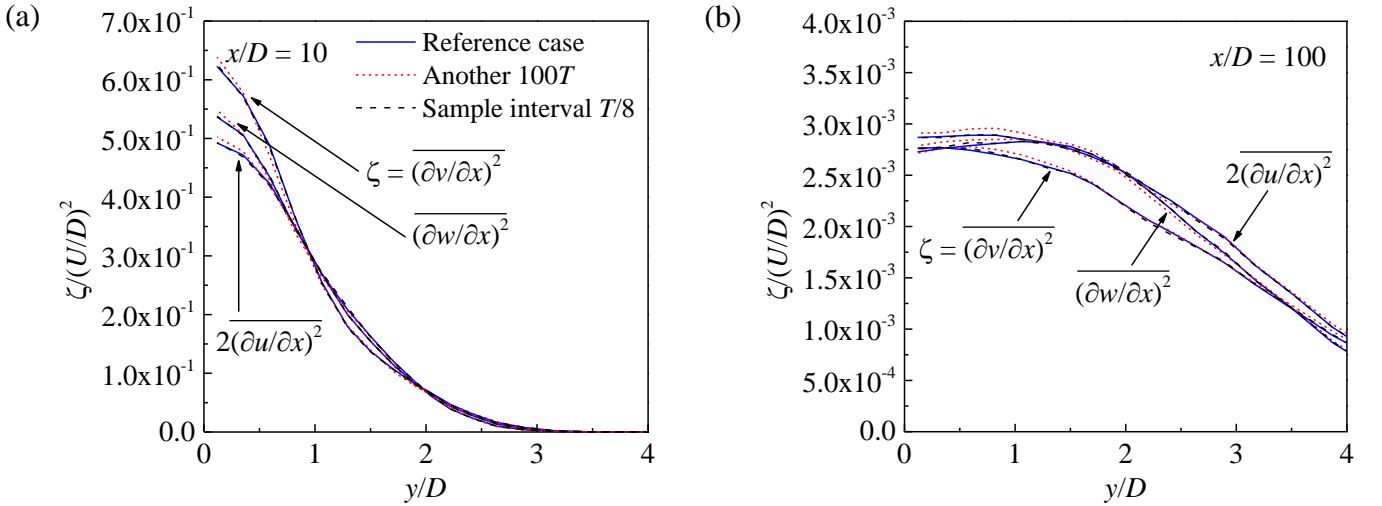 (a)
7.0x10⁻¹
6.0x10⁻¹
5.0x10⁻¹
4.0x10⁻¹
3.0x10⁻¹
2.0x10⁻¹
1.0x10⁻¹
0.0
ζ/(U/D)²
x/D = 10
Reference case
Another 100T
Sample interval T/8
ζ = (∂v/∂x)²
(∂w/∂x)²
2(∂u/∂x)²
0 1 2 3 4
y/D
(b)
4.0x10⁻³
3.5x10⁻³
3.0x10⁻³
2.5x10⁻³
2.0x10⁻³
1.5x10⁻³
1.0x10⁻³
5.0x10⁻⁴
0.0
ζ/(U/D)²
x/D = 100
2(∂u/∂x)²
ζ = (∂v/∂x)²
(∂w/∂x)²
0 1 2 3 4
y/D